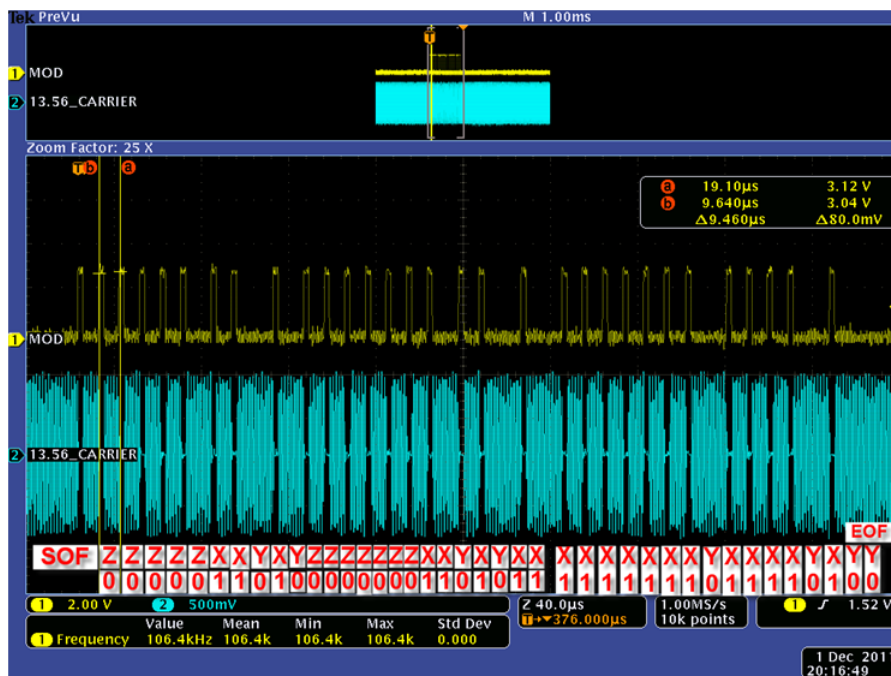 Tek PreVu M 1.00ms
T
1 MOD
2 13.56_CARRIER
Zoom Factor: 25 X
T b a
a 19.10µs 3.12 V
b 9.640µs 3.04 V
Δ9.460µs Δ80.0mV
1 MOD
2 13.56_CARRIER
EOF
SOF Z Z Z Z Z X X Y X Y Z Z Z Z Z Z X X Y X Y X X X X X X X X X Y X X X X Y X Y Y
0 0 0 0 0 1 1 0 1 0 0 0 0 0 0 0 1 1 0 1 0 1 1 1 1 1 1 1 1 1 0 1 1 1 1 0 1 0 0
1 2.00 V 2 500mV Z 40.0µs 1.00MS/s 1 1.52 V
T→▼376.000µs 10k points
Value Mean Min Max Std Dev
1 Frequency 106.4kHz 106.4k 106.4k 106.4k 0.000
1 Dec 2011
20:16:49